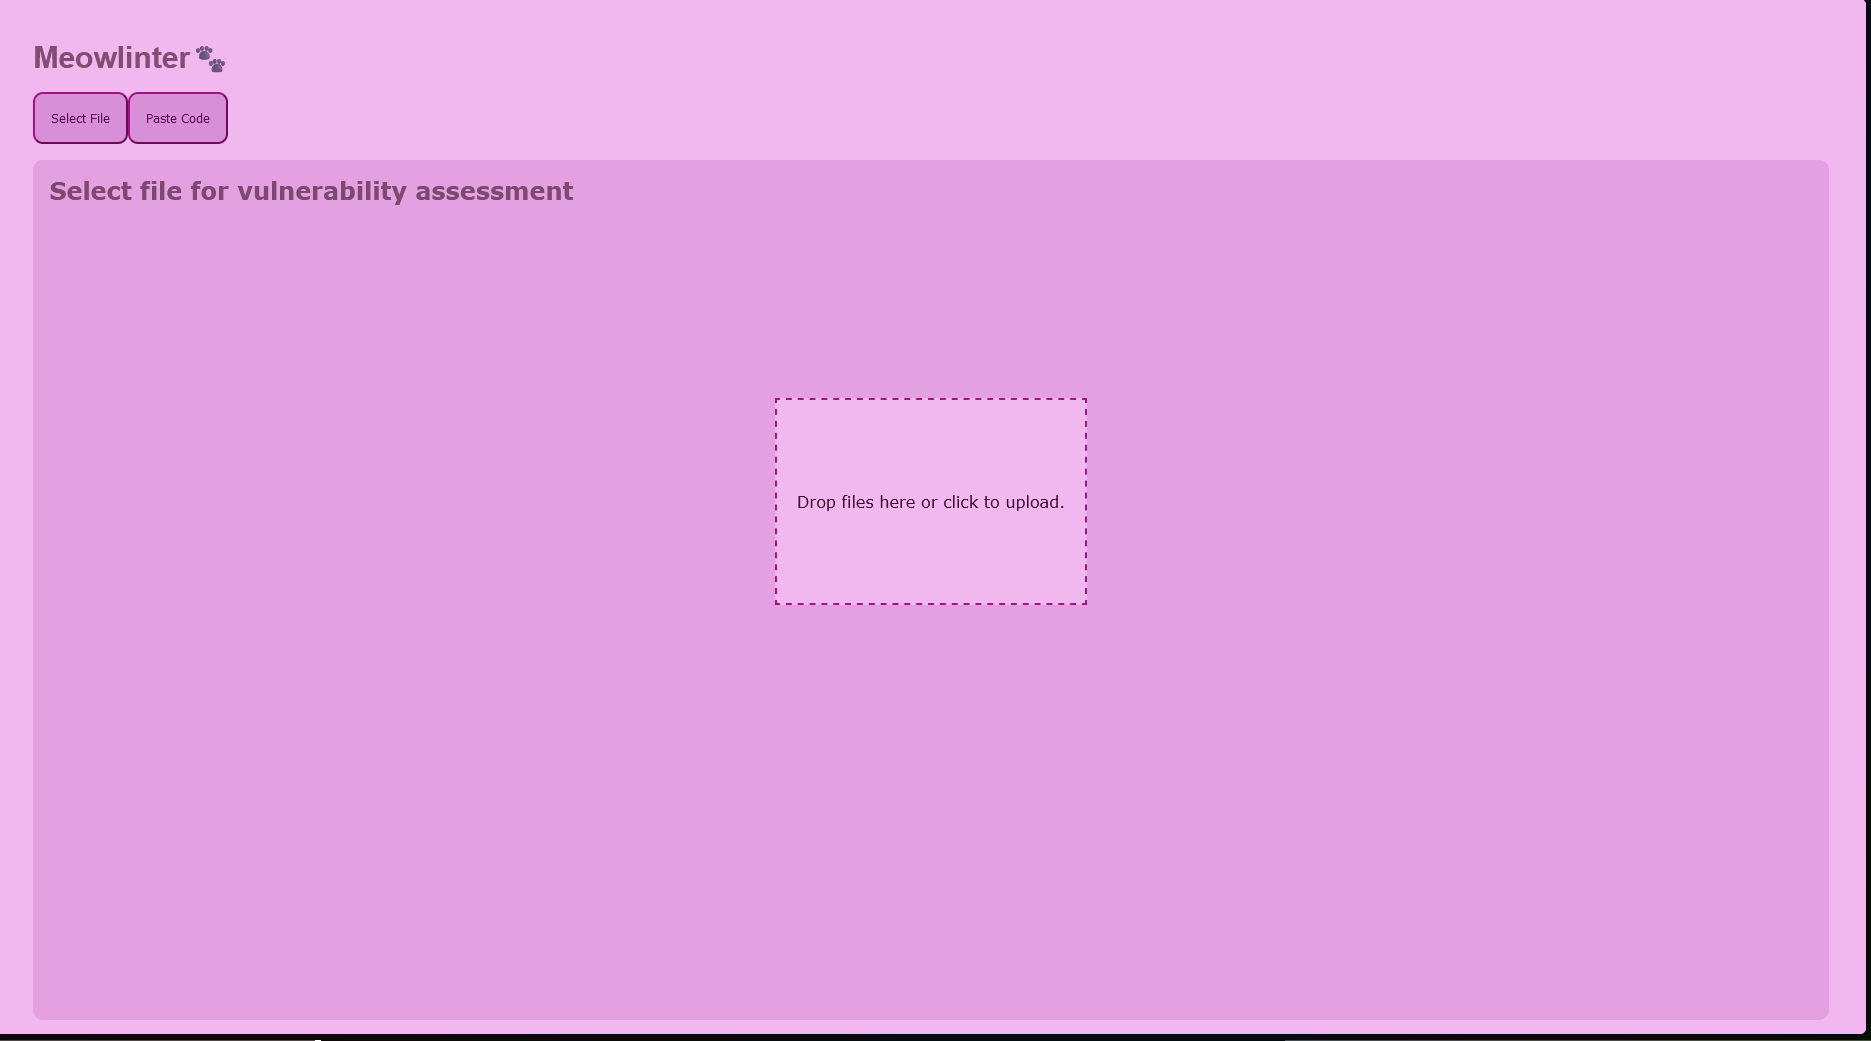 Meowlinter 🐾
Select File
Paste Code
Select file for vulnerability assessment
Drop files here or click to upload.